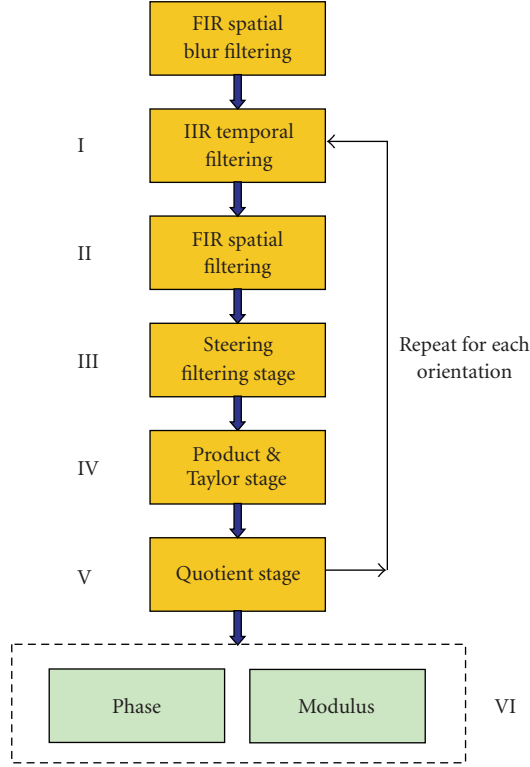 FIR spatial
blur filtering
I
IIR temporal
filtering
II
FIR spatial
filtering
III
Steering
filtering stage
Repeat for each
orientation
IV
Product &
Taylor stage
V
Quotient stage
Phase
Modulus
VI